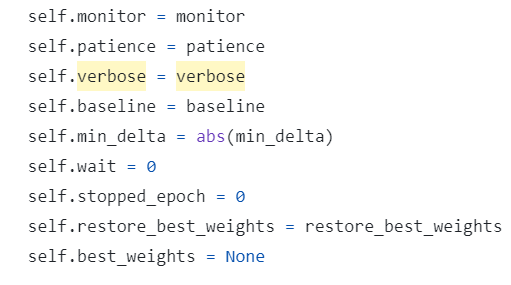 self.monitor = monitor
self.patience = patience
self.verbose = verbose
self.baseline = baseline
self.min_delta = abs(min_delta)
self.wait = 0
self.stopped_epoch = 0
self.restore_best_weights = restore_best_weights
self.best_weights = None